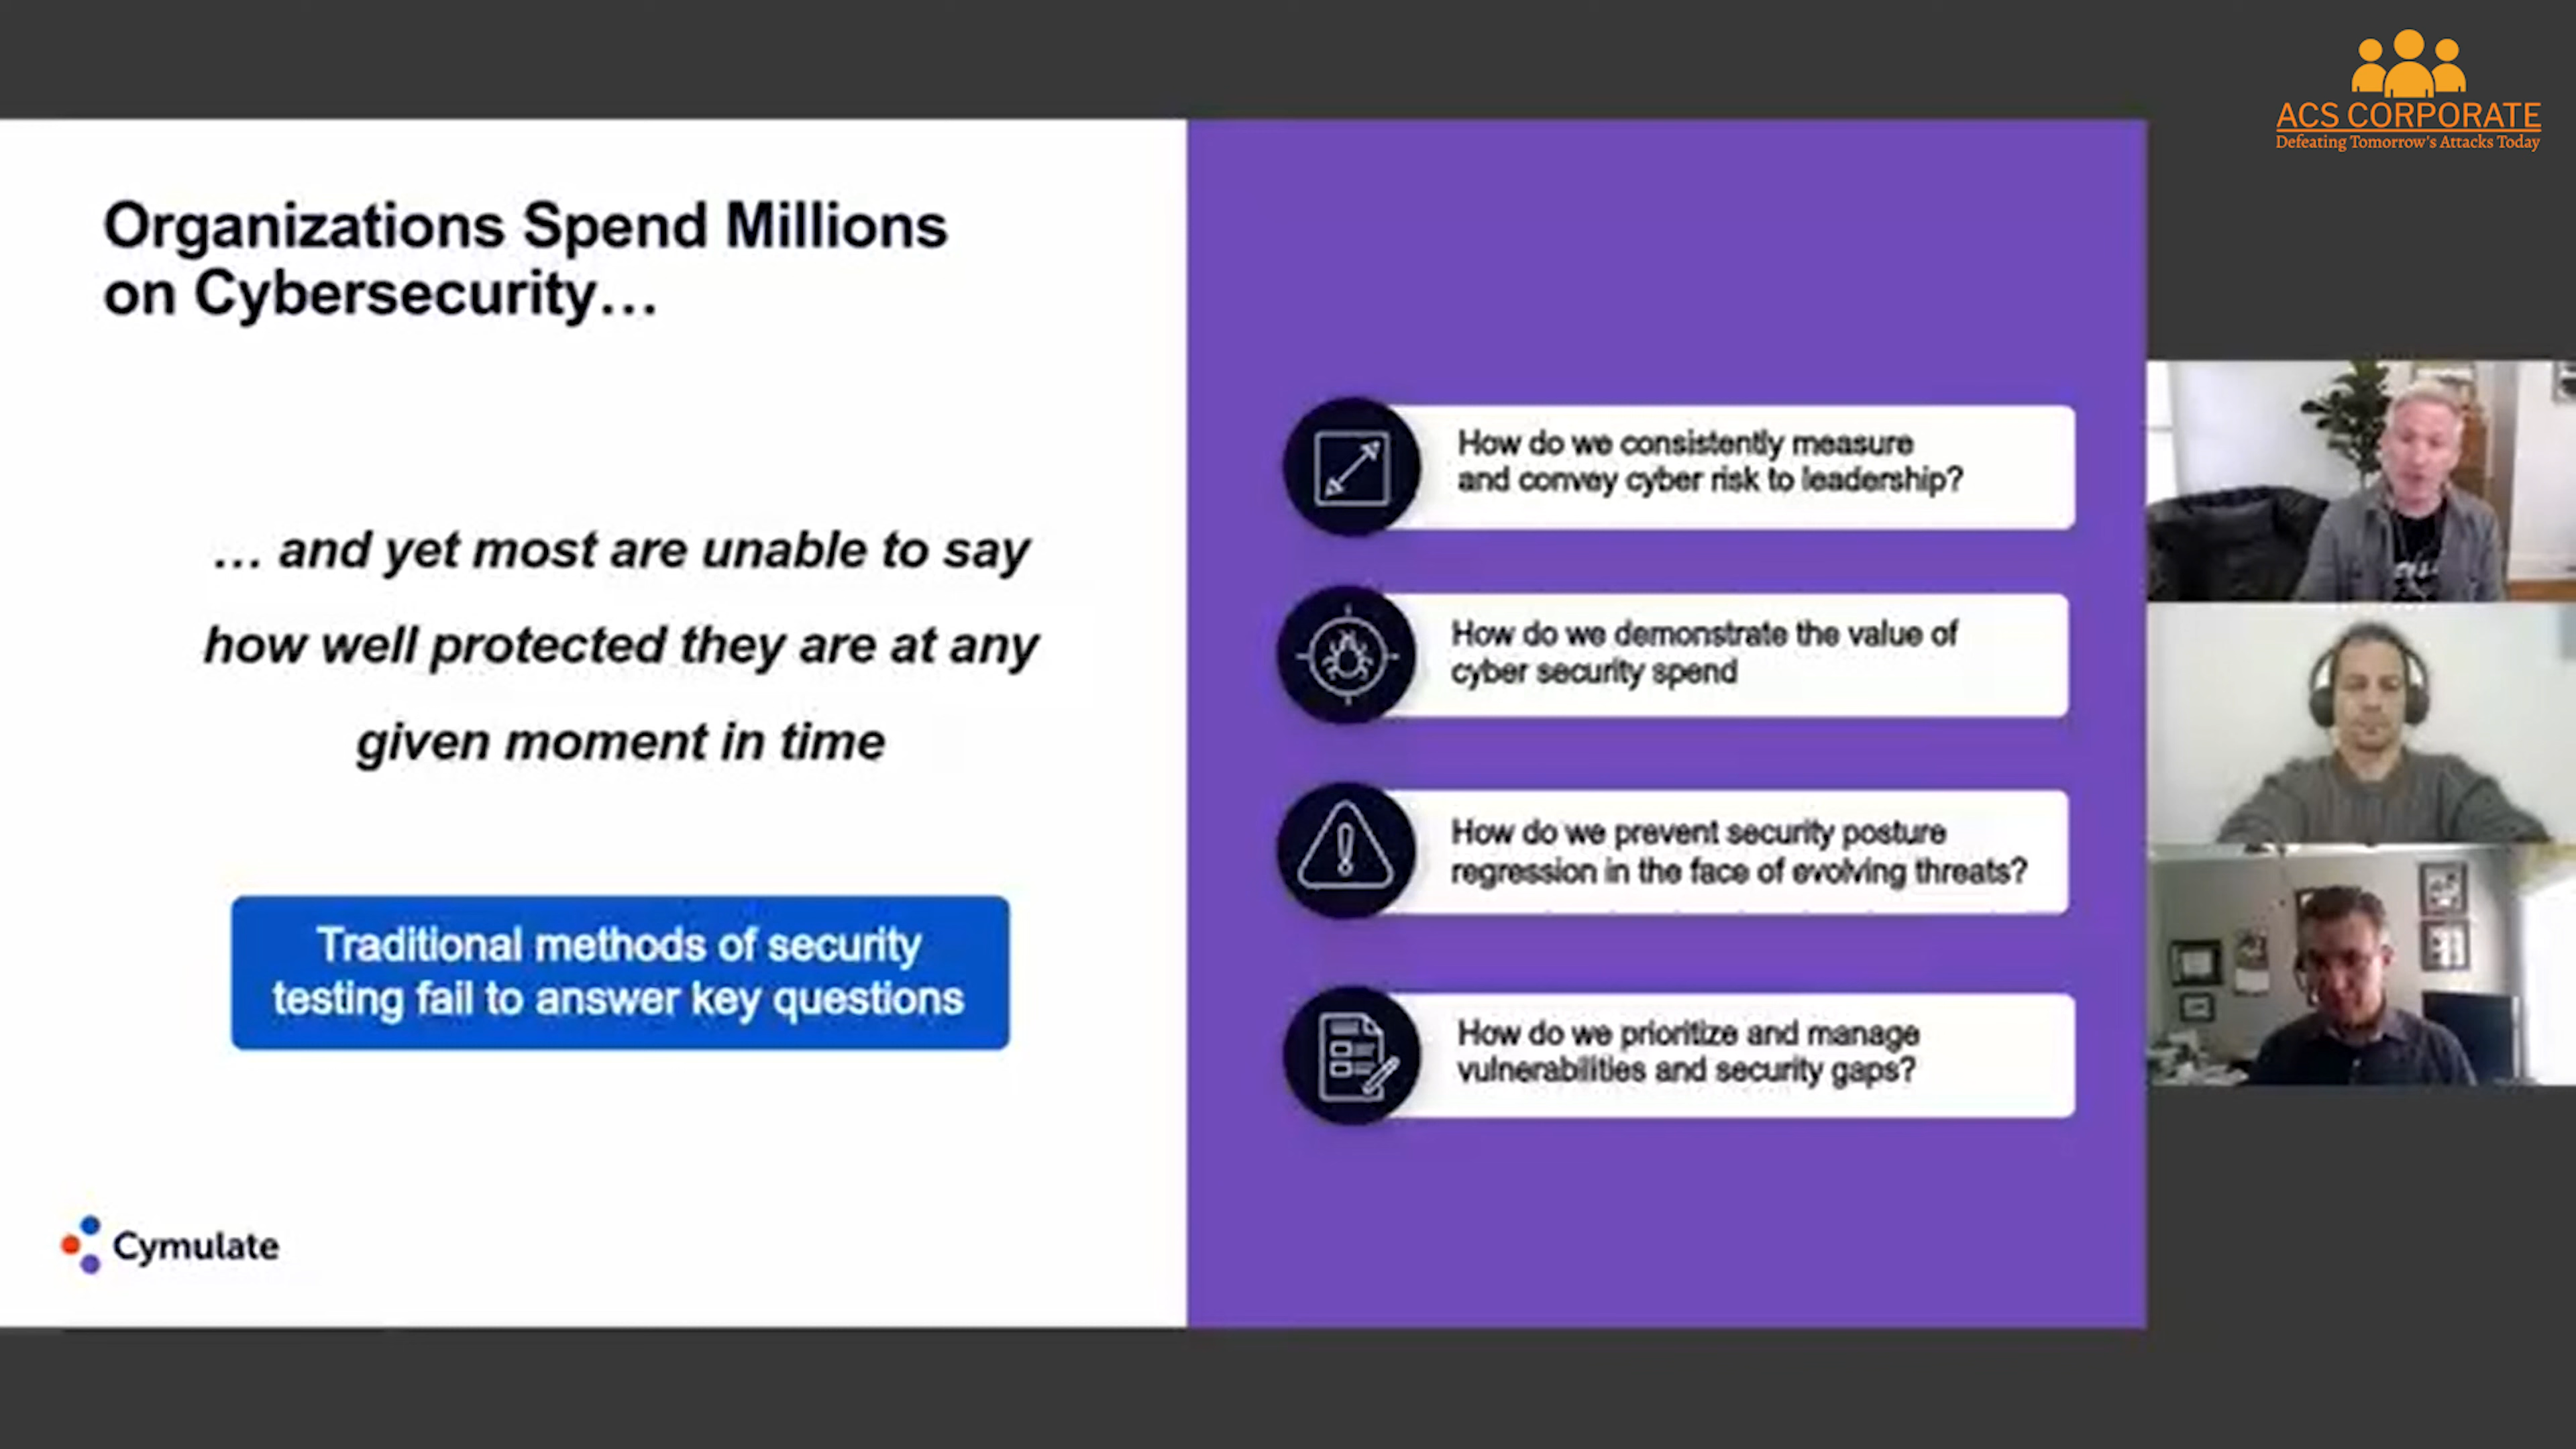 ACS CORPORATE
Defeating Tomorrow's Attacks Today
Organizations Spend Millions
on Cybersecurity...
... and yet most are unable to say
how well protected they are at any
given moment in time
Traditional methods of security
testing fail to answer key questions
Cymulate
How do we consistently measure
and convey cyber risk to leadership?
How do we demonstrate the value of
cyber security spend
How do we prevent security posture
regression in the face of evolving threats?
How do we prioritize and manage
vulnerabilities and security gaps?